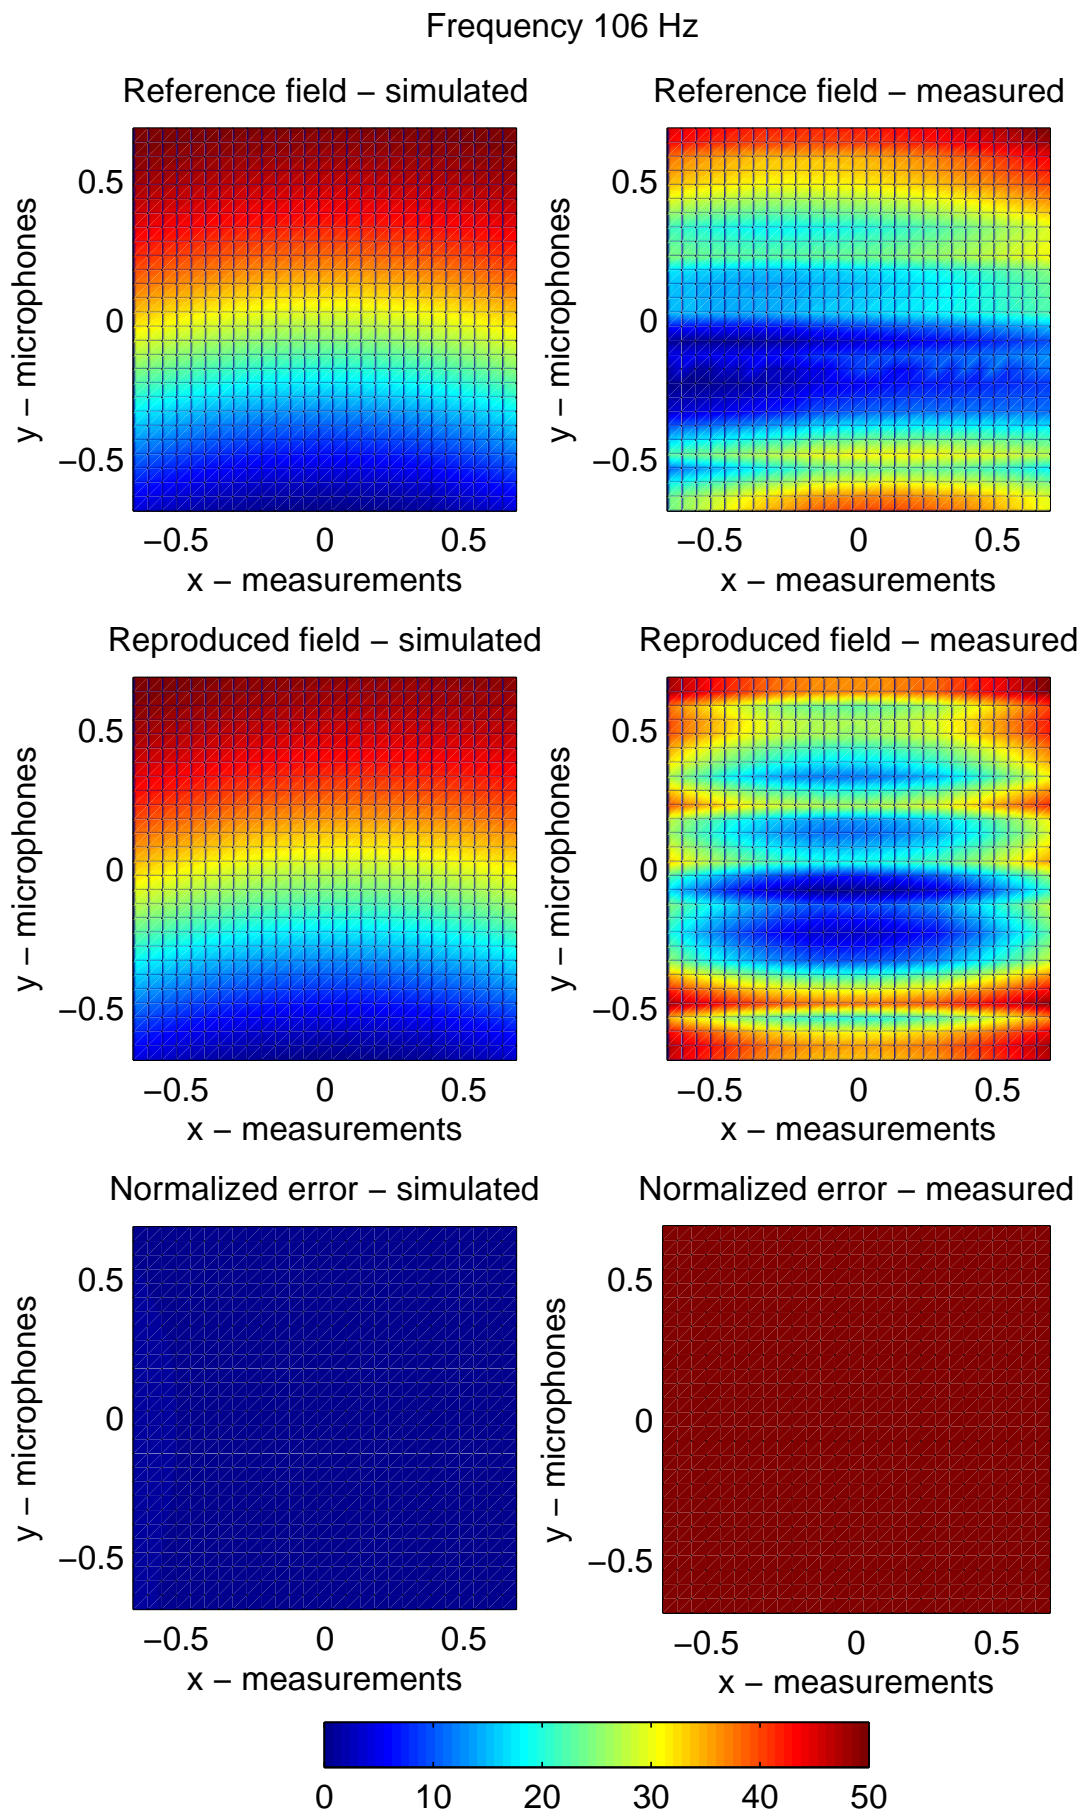 Frequency 106 Hz
Reference field − simulated
Reference field − measured
0.5
0
−0.5
y − microphones
−0.5 0 0.5
x − measurements
0.5
0
−0.5
y − microphones
−0.5 0 0.5
x − measurements
Reproduced field − simulated
Reproduced field − measured
0.5
0
−0.5
y − microphones
−0.5 0 0.5
x − measurements
0.5
0
−0.5
y − microphones
−0.5 0 0.5
x − measurements
Normalized error − simulated
Normalized error − measured
0.5
0
−0.5
y − microphones
−0.5 0 0.5
x − measurements
0.5
0
−0.5
y − microphones
−0.5 0 0.5
x − measurements
0 10 20 30 40 50